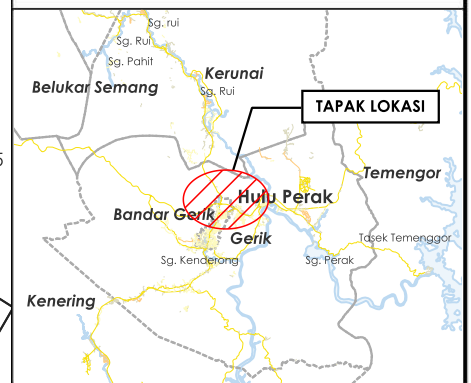 Sg. rui
Sg. Rui
Sg. Pahit
Kerunai
Belukar Semang
Sg. Rui
TAPAK LOKASI
Temengor
Hulu Perak
Bandar Gerik
Gerik
Tasek Temenggor
Sg. Kenderong
Sg. Perak
Kenering